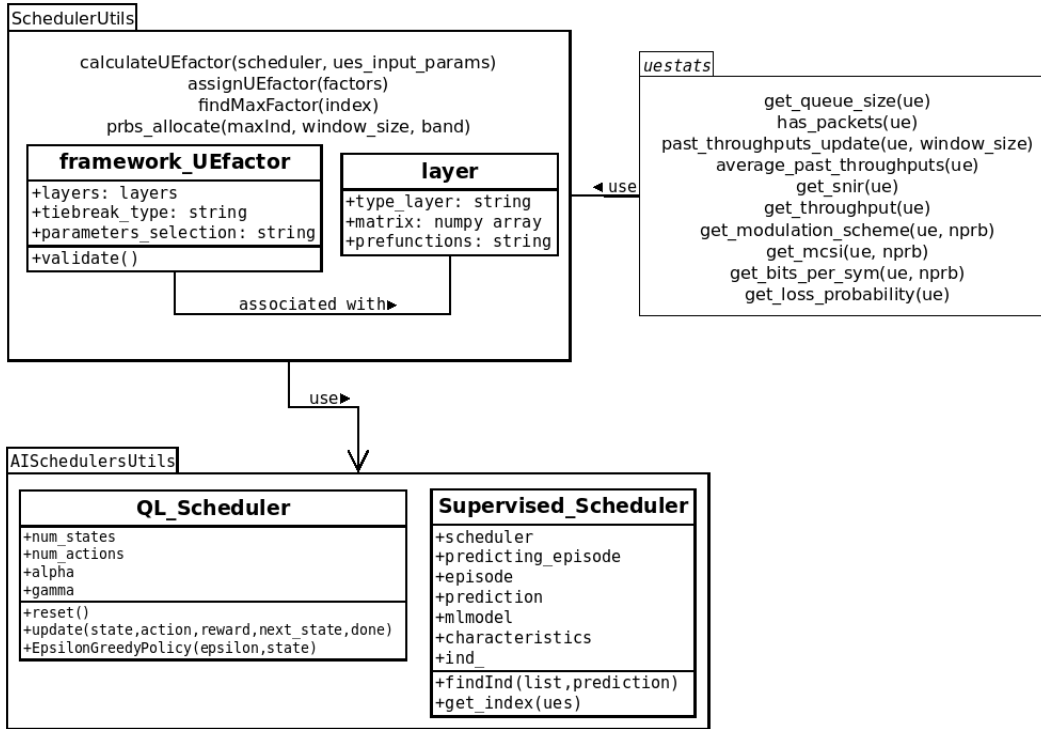 SchedulerUtils
calculateUEfactor(scheduler, ues_input_params)
assignUEfactor(factors)
findMaxFactor(index)
prbs_allocate(maxInd, window_size, band)
framework_UEfactor
+layers: layers
+tiebreak_type: string
+parameters_selection: string
+validate()
layer
+type_layer: string
+matrix: numpy array
+prefunctions: string
associated with►
◄ use
uestats
get_queue_size(ue)
has_packets(ue)
past_throughputs_update(ue, window_size)
average_past_throughputs(ue)
get_snir(ue)
get_throughput(ue)
get_modulation_scheme(ue, nprb)
get_mcsi(ue, nprb)
get_bits_per_sym(ue, nprb)
get_loss_probability(ue)
use►
AISchedulersUtils
QL_Scheduler
+num_states
+num_actions
+alpha
+gamma
+reset()
+update(state,action,reward,next_state,done)
+EpsilonGreedyPolicy(epsilon,state)
Supervised_Scheduler
+scheduler
+predicting_episode
+episode
+prediction
+mlmodel
+characteristics
+ind_
+findInd(list,prediction)
+get_index(ues)